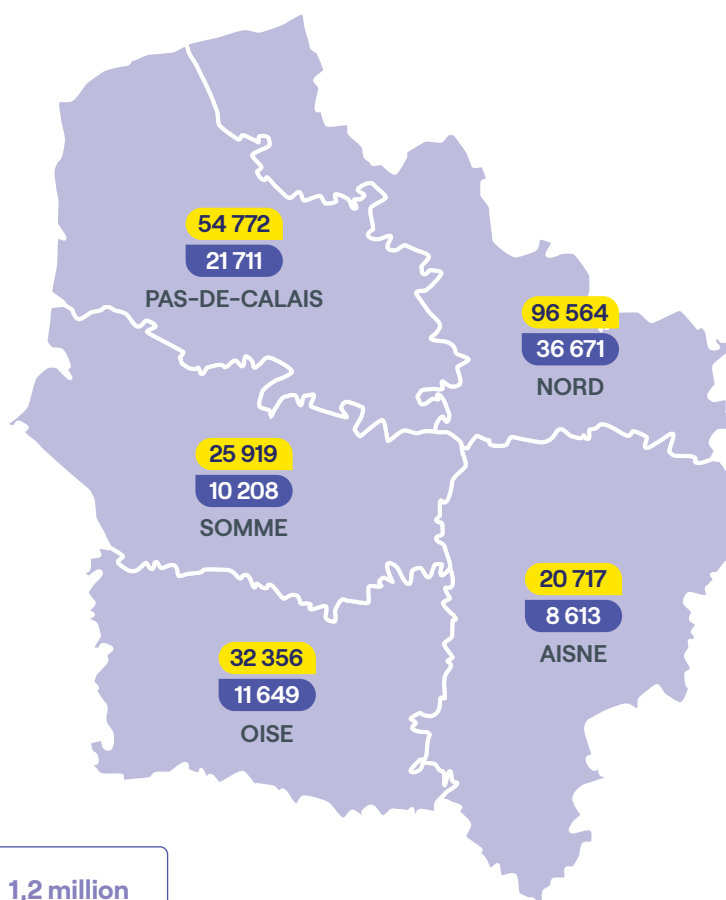 54 772
21 711
PAS-DE-CALAIS
96 564
36 671
NORD
25 919
10 208
SOMME
20 717
8 613
AISNE
32 356
11 649
OISE
1,2 million